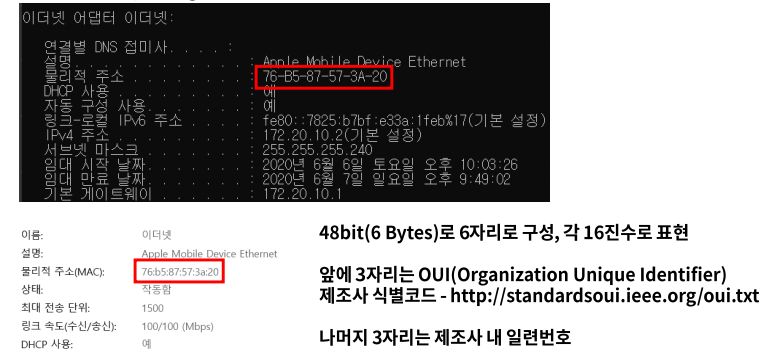 이더넷 어댑터 이더넷:
연결별 DNS 접미사. . . . :
설명. . . . . . . . . . . . : Apple Mobile Device Ethernet
물리적 주소 . . . . . . . . : 76-B5-87-57-3A-20
DHCP 사용 . . . . . . . . . : 예
자동 구성 사용. . . . . . . : 예
링크-로컬 IPv6 주소 . . . . : fe80::7825:b7bf:e33a:1feb%17(기본 설정)
IPv4 주소 . . . . . . . . . : 172.20.10.2(기본 설정)
서브넷 마스크 . . . . . . . : 255.255.255.240
임대 시작 날짜. . . . . . . : 2020년 6월 6일 토요일 오후 10:03:26
임대 만료 날짜. . . . . . . : 2020년 6월 7일 일요일 오후 9:49:02
기본 게이트웨이 . . . . . . : 172.20.10.1
이름: 이더넷
설명: Apple Mobile Device Ethernet
물리적 주소(MAC): 76:b5:87:57:3a:20
상태: 작동함
최대 전송 단위: 1500
링크 속도(수신/송신): 100/100 (Mbps)
DHCP 사용: 예
48bit(6 Bytes)로 6자리로 구성, 각 16진수로 표현
앞에 3자리는 OUI(Organization Unique Identifier)
제조사 식별코드 - http://standardsoui.ieee.org/oui.txt
나머지 3자리는 제조사 내 일련번호